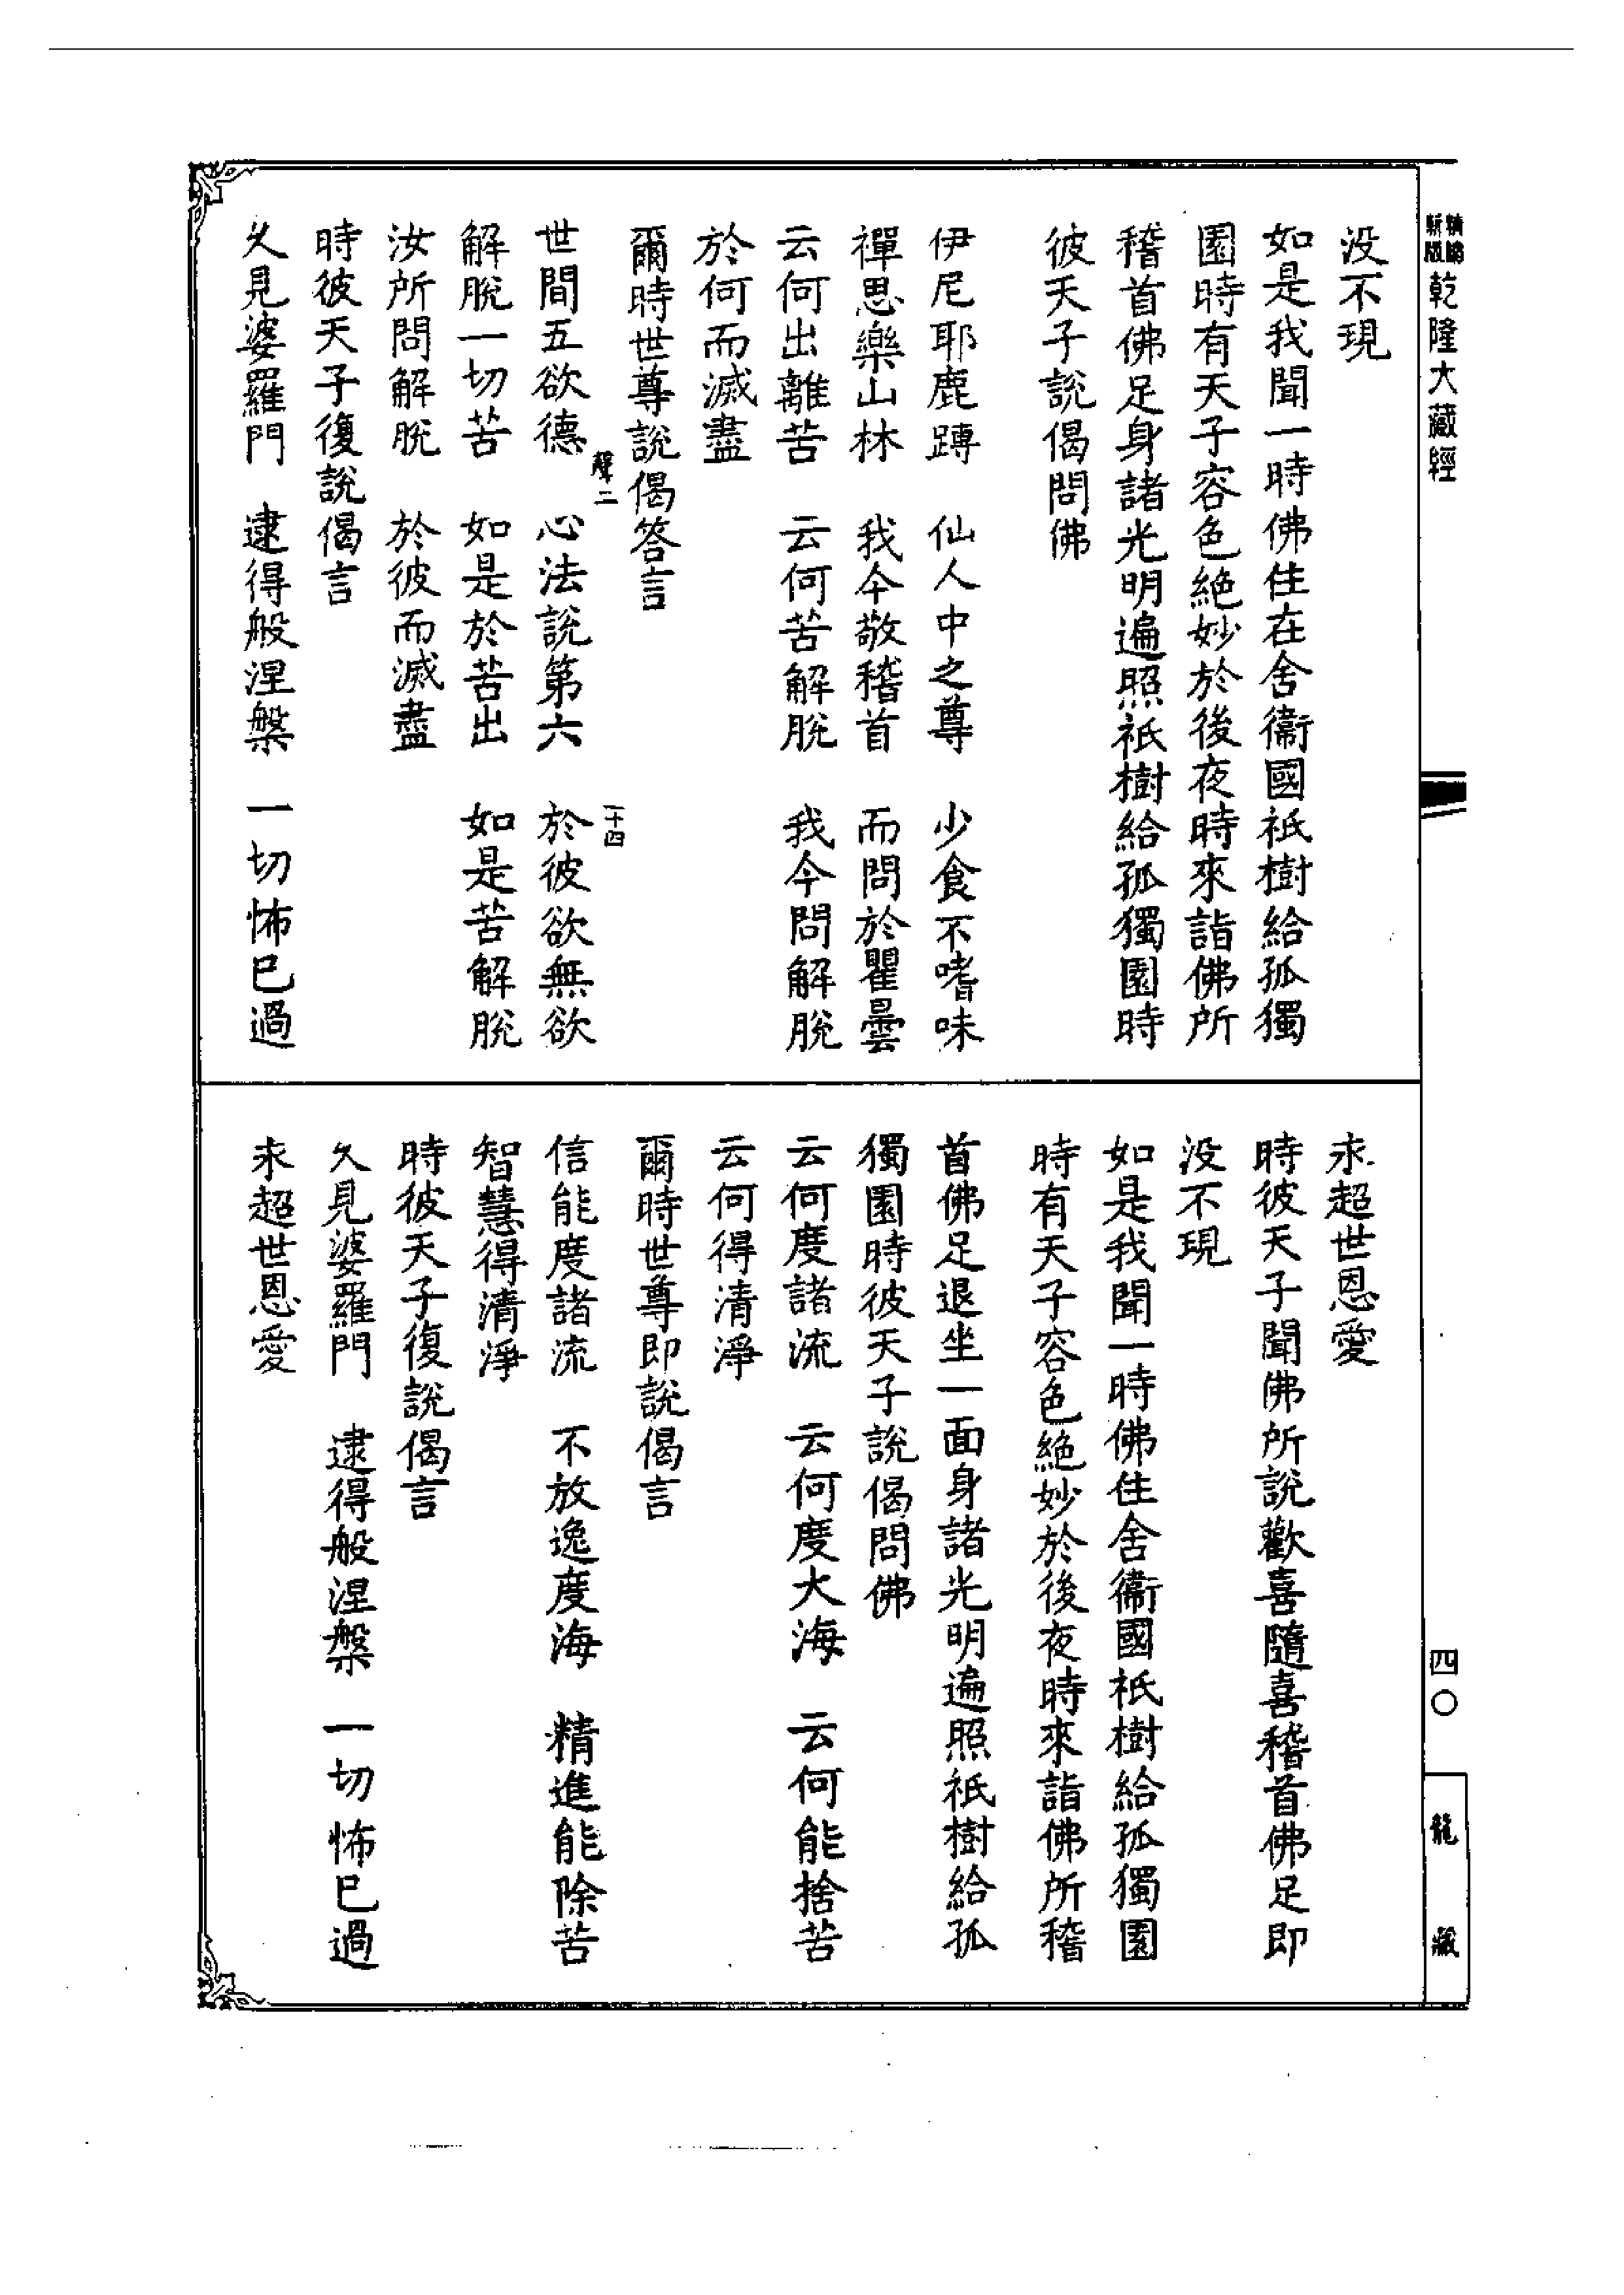 乾隆大藏經
四〇
龍藏
没不現
如是我聞一時佛住在舍衞國祇樹給孤獨
園時有天子容色絶妙於後夜時來詣佛所
稽首佛足身諸光明遍照祇樹給孤獨園時
彼天子說偈問佛
伊尼耶鹿蹲　仙人中之尊　少食不嗜味
禪思樂山林　我今敬稽首　而問於瞿曇
云何出離苦　云何苦解脫　我今問解脫
於何而滅盡
爾時世尊說偈答言
聲二　十四
世間五欲德　心法說第六　於彼欲無欲
解脫一切苦　如是於苦出　如是苦解脫
汝所問解脫　於彼而滅盡
時彼天子復說偈言
久見婆羅門　逮得般涅槃　一切怖已過
永超世恩愛
時彼天子聞佛所說歡喜隨喜稽首佛足即
没不現
如是我聞一時佛住舍衞國祇樹給孤獨園
時有天子容色絶妙於後夜時來詣佛所稽
首佛足退坐一面身諸光明遍照祇樹給孤
獨園時彼天子說偈問佛
云何度諸流　云何度大海　云何能捨苦
云何得清淨
爾時世尊即說偈言
信能度諸流　不放逸度海　精進能除苦
智慧得清淨
時彼天子復說偈言
久見婆羅門　逮得般涅槃　一切怖已過
永超世恩愛